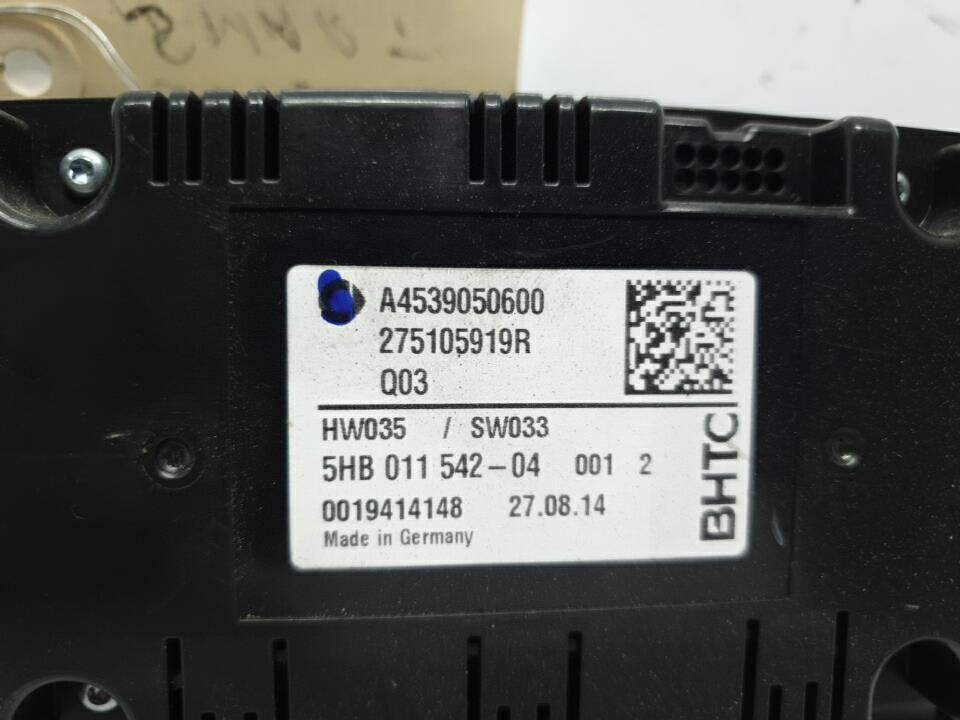 A4539050600
275105919R
Q03
HW035 / SW033
5HB 011 542-04 001 2
0019414148 27.08.14
Made in Germany
BHTC